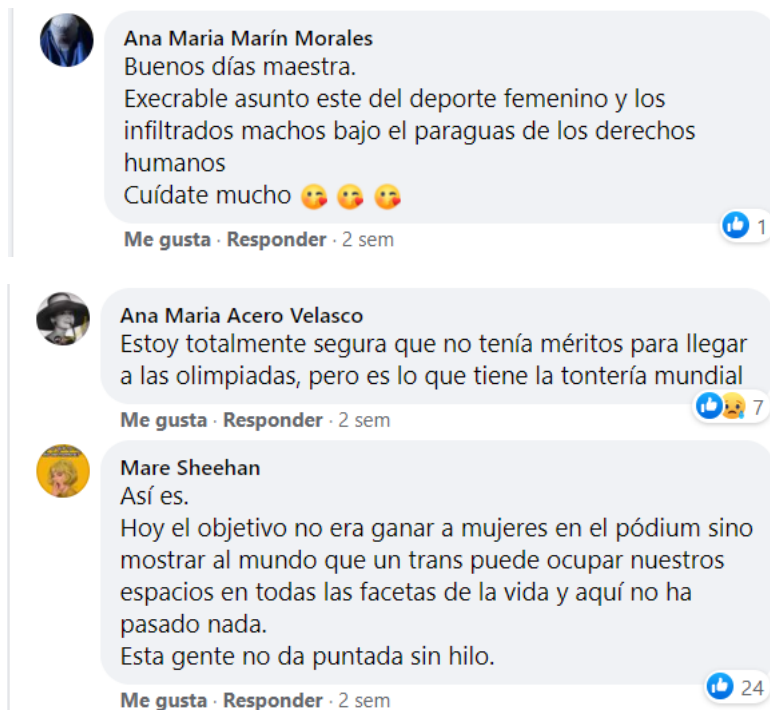 Ana Maria Marín Morales
Buenos días maestra.
Execrable asunto este del deporte femenino y los
infiltrados machos bajo el paraguas de los derechos
humanos
Cuídate mucho 😘 😘 😘
1
Me gusta · Responder · 2 sem
Ana Maria Acero Velasco
Estoy totalmente segura que no tenía méritos para llegar
a las olimpiadas, pero es lo que tiene la tontería mundial
7
Me gusta · Responder · 2 sem
Mare Sheehan
Así es.
Hoy el objetivo no era ganar a mujeres en el pódium sino
mostrar al mundo que un trans puede ocupar nuestros
espacios en todas las facetas de la vida y aquí no ha
pasado nada.
Esta gente no da puntada sin hilo.
24
Me gusta · Responder · 2 sem